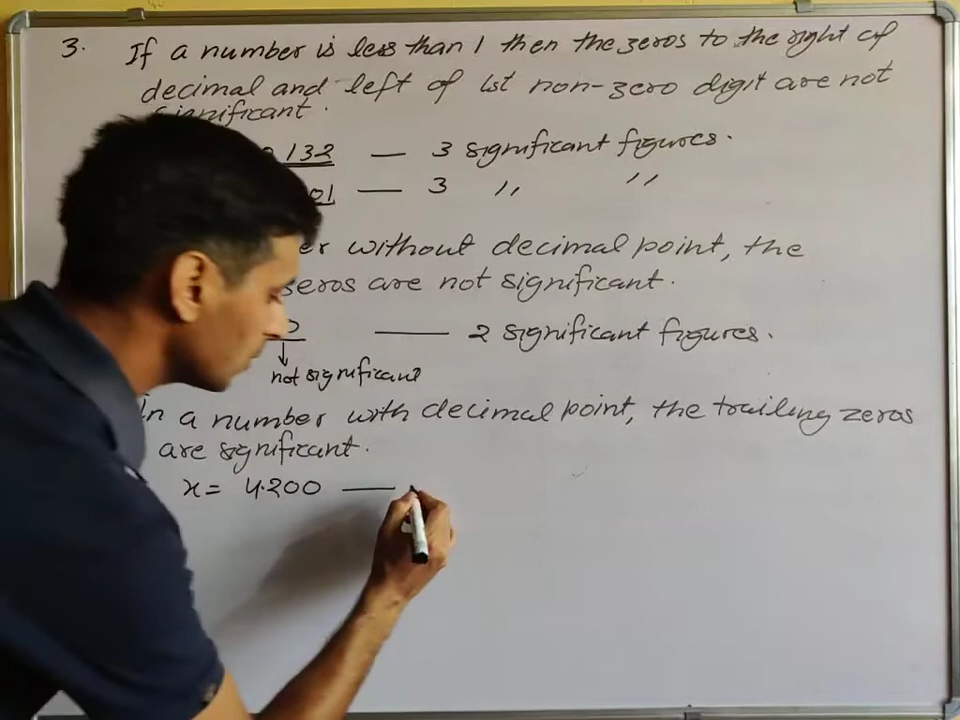 3. If a number is less than 1 then the zeros to the right of
decimal and left of 1st non-zero digit are not
significant.
132 — 3 significant figures.
01 — 3 ,, ,,
er without decimal point, the
zeros are not significant.
0 — 2 significant figures.
not significant
In a number with decimal point, the trailing zeros
are significant.
x = 4.200 —